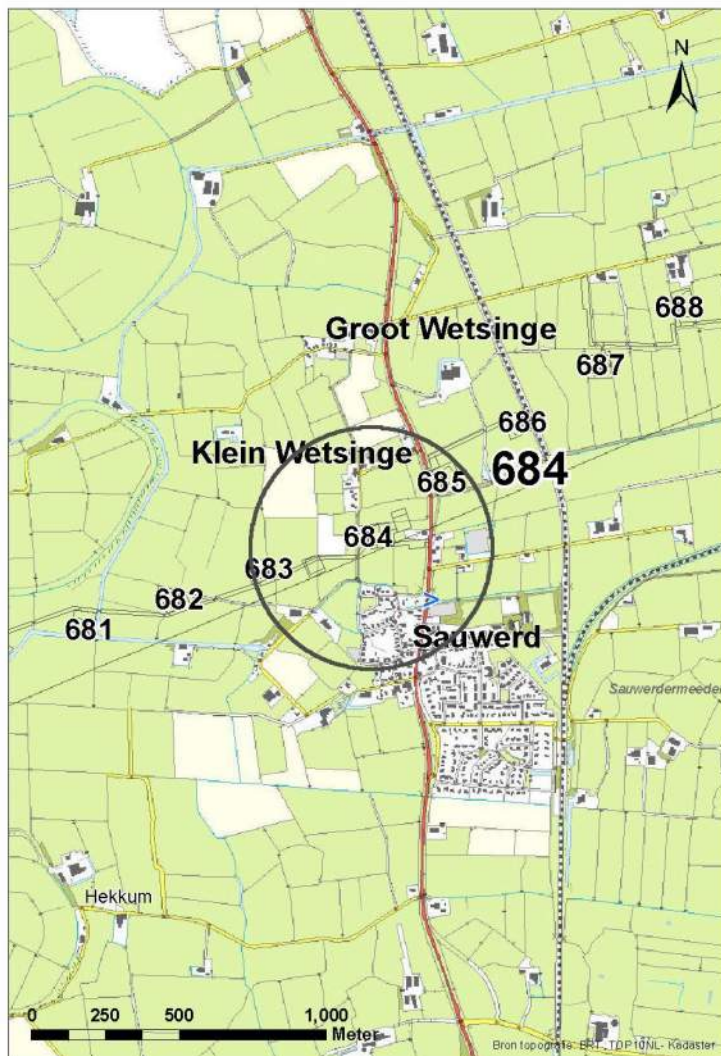 N
688
Groot Wetsinge
687
686
Klein Wetsinge
684
685
684
683
682
681
Sauwerd
Sauwerdermeeden
Hekkum
0 250 500 1,000
Meter
Bron topografie: BRT, TOP10NL- Kadaster